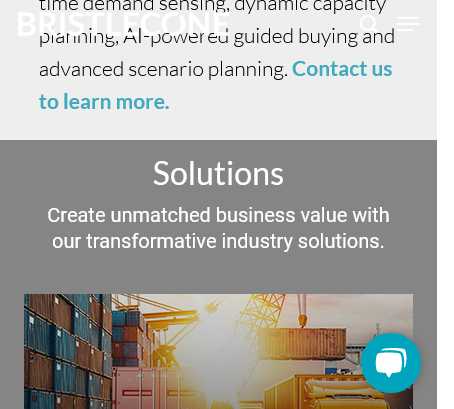 time demand sensing, dynamic capacity
BRISTLECONE
planning, AI-powered guided buying and
advanced scenario planning. Contact us
to learn more.
Solutions
Create unmatched business value with
our transformative industry solutions.